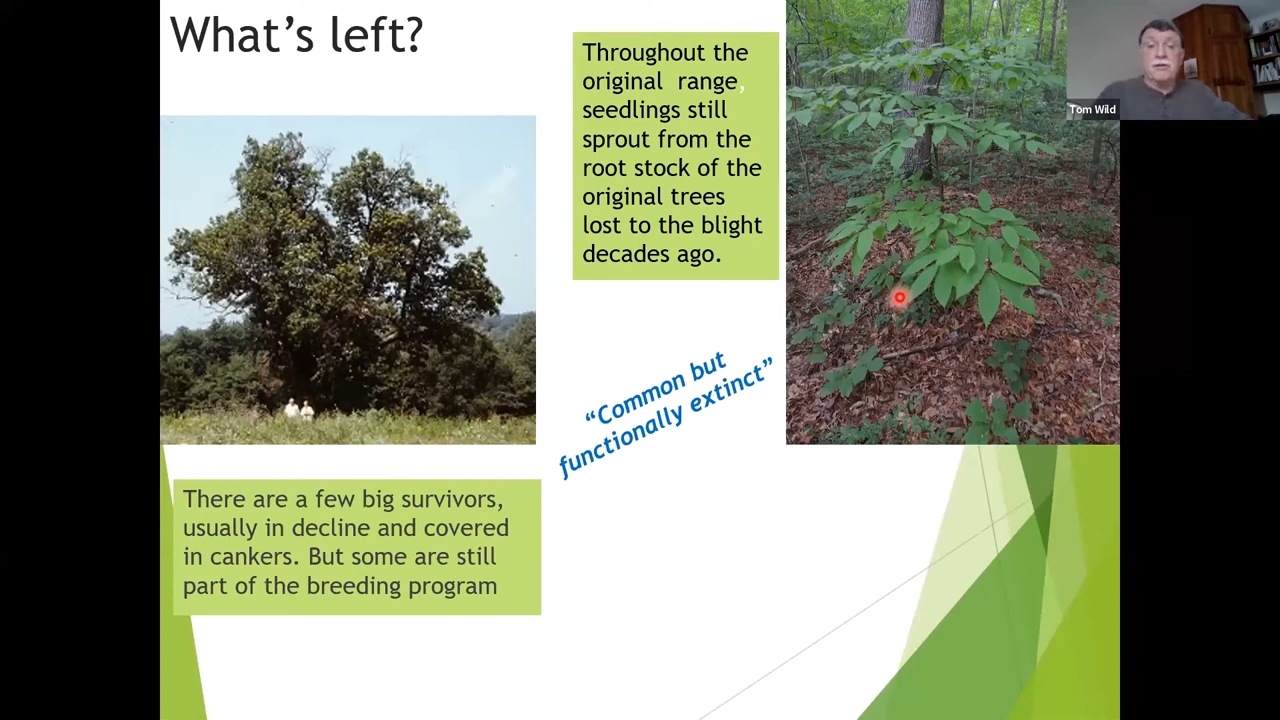 What’s left?
Throughout the
original  range,
seedlings still
sprout from the
root stock of the
original trees
lost to the blight
decades ago.
Tom Wild
“Common but
functionally extinct”
There are a few big survivors,
usually in decline and covered
in cankers. But some are still
part of the breeding program